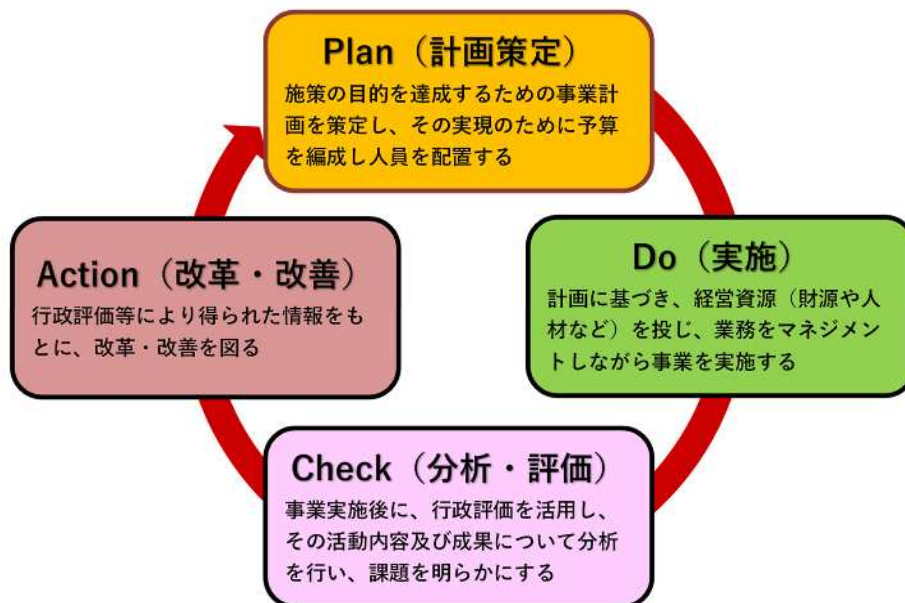 Plan（計画策定）
施策の目的を達成するための事業計
画を策定し、その実現のために予算
を編成し人員を配置する
Do（実施）
計画に基づき、経営資源（財源や人
材など）を投じ、業務をマネジメン
トしながら事業を実施する
Check（分析・評価）
事業実施後に、行政評価を活用し、
その活動内容及び成果について分析
を行い、課題を明らかにする
Action（改革・改善）
行政評価等により得られた情報をも
とに、改革・改善を図る